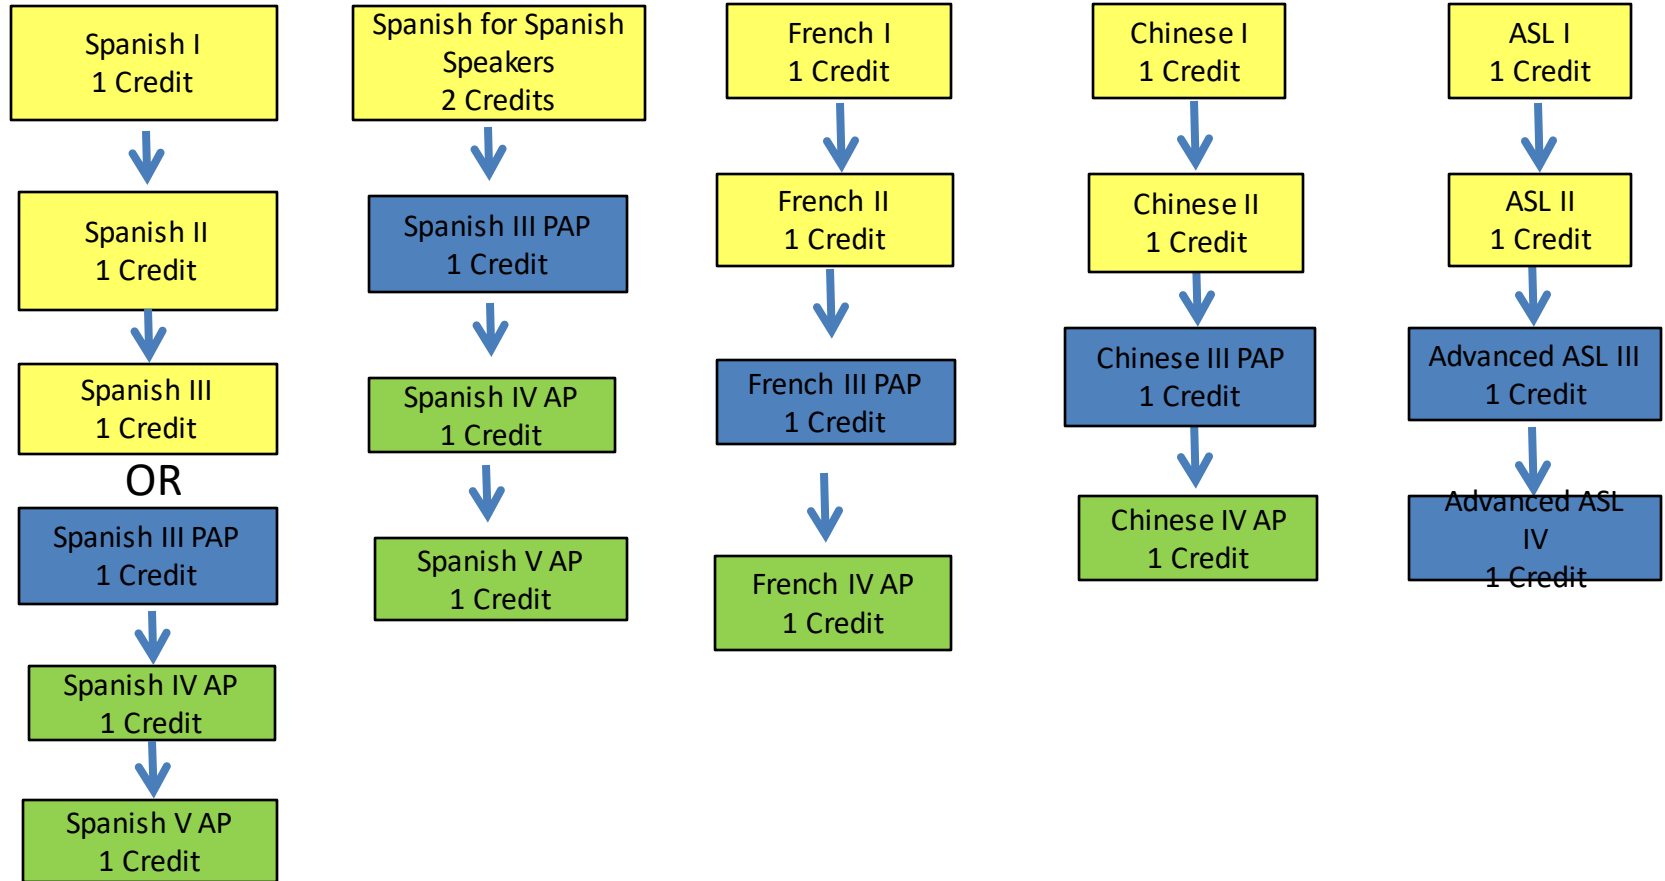 Spanish I
1 Credit
Spanish II
1 Credit
Spanish III
1 Credit
OR
Spanish III PAP
1 Credit
Spanish IV AP
1 Credit
Spanish V AP
1 Credit
Spanish for Spanish
Speakers
2 Credits
Spanish III PAP
1 Credit
Spanish IV AP
1 Credit
Spanish V AP
1 Credit
French I
1 Credit
French II
1 Credit
French III PAP
1 Credit
French IV AP
1 Credit
Chinese I
1 Credit
Chinese II
1 Credit
Chinese III PAP
1 Credit
Chinese IV AP
1 Credit
ASL I
1 Credit
ASL II
1 Credit
Advanced ASL III
1 Credit
Advanced ASL
IV
1 Credit